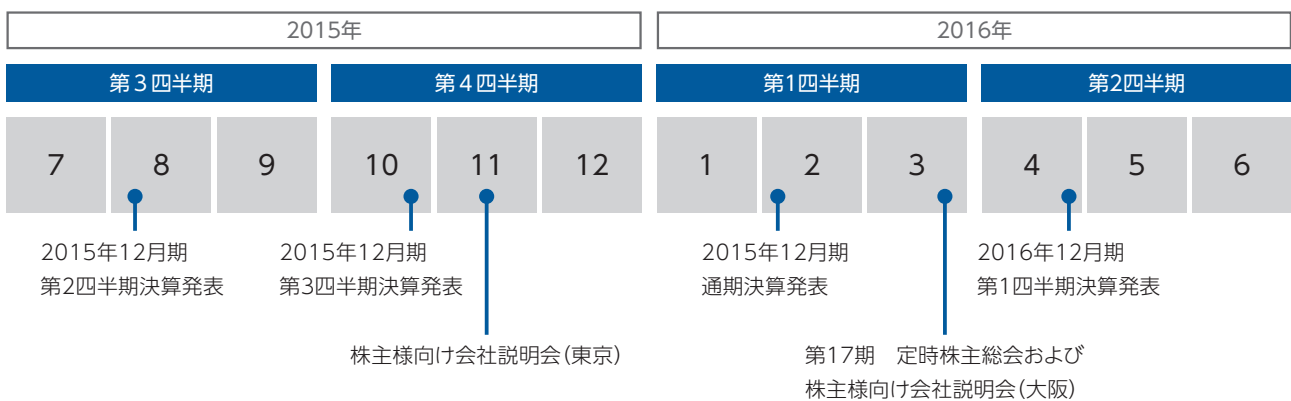 2015年
2016年
第3四半期
第4四半期
第1四半期
第2四半期
7
8
9
10
11
12
1
2
3
4
5
6
2015年12月期
第2四半期決算発表
2015年12月期
第3四半期決算発表
2015年12月期
通期決算発表
2016年12月期
第1四半期決算発表
株主様向け会社説明会(東京)
第17期　定時株主総会および
株主様向け会社説明会(大阪)